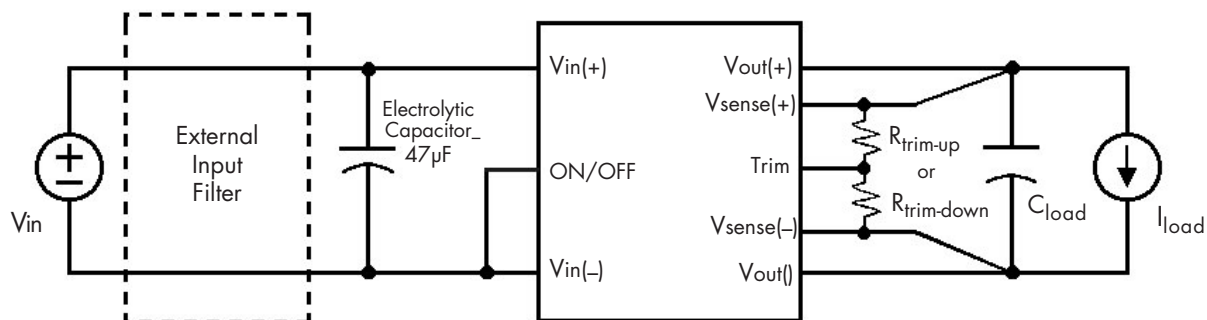 Vin
External
Input
Filter
Electrolytic
Capacitor_
47µF
Vin(+)
ON/OFF
Vin(–)
Vout(+)
Vsense(+)
Trim
Vsense(–)
Vout()
Rtrim-up
or
Rtrim-down
Cload
Iload